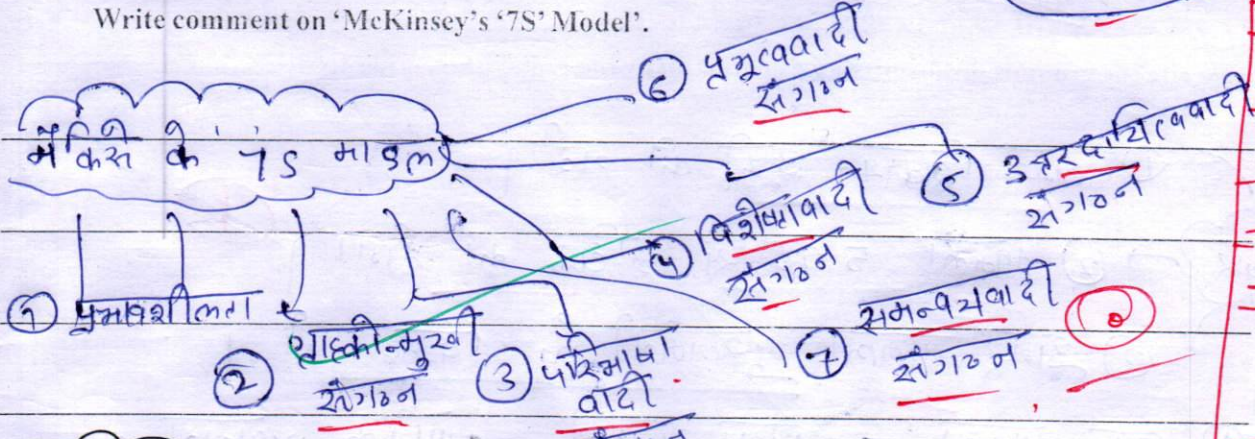 Write comment on ‘McKinsey’s ‘7S’ Model’.
मैकिंसे के 7S माडल
① प्रभावशीलता
② ग्राहकोन्मुखी
संगठन
③ परिभाषा
वादी
④ विशेषवादी
संगठन
⑤ उत्तरदायित्ववादी
संगठन
⑥ प्रभुत्ववादी
संगठन
⑦ समन्वयवादी
संगठन
0